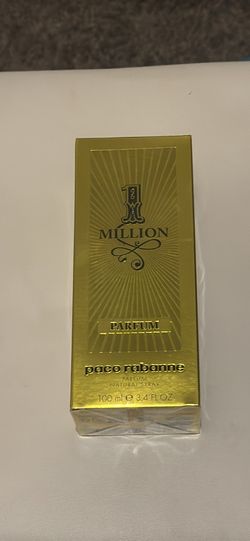 1
MILLION
PARFUM
paco rabanne
PARFUM
NATURAL SPRAY
100 ml e 3.4 FL.OZ